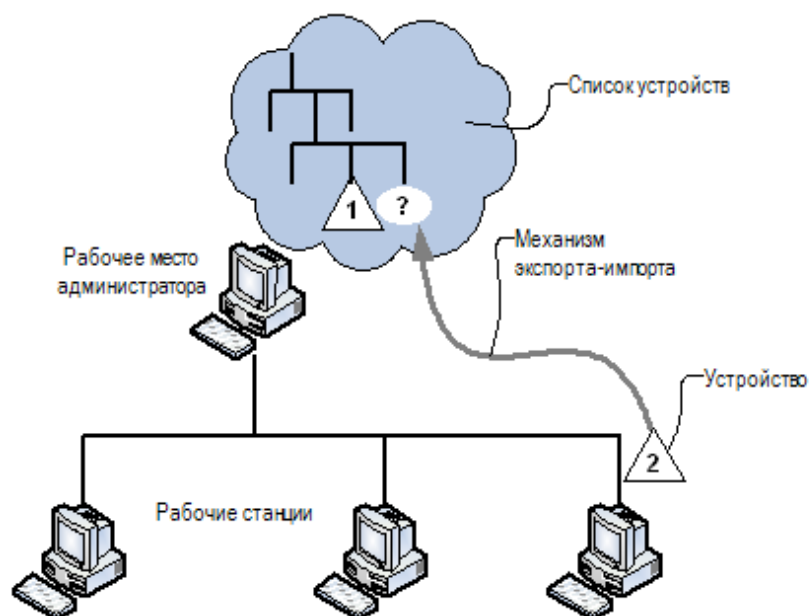 Список устройств
1
?
Механизм
экспорта-импорта
Рабочее место
администратора
Устройство
2
Рабочие станции